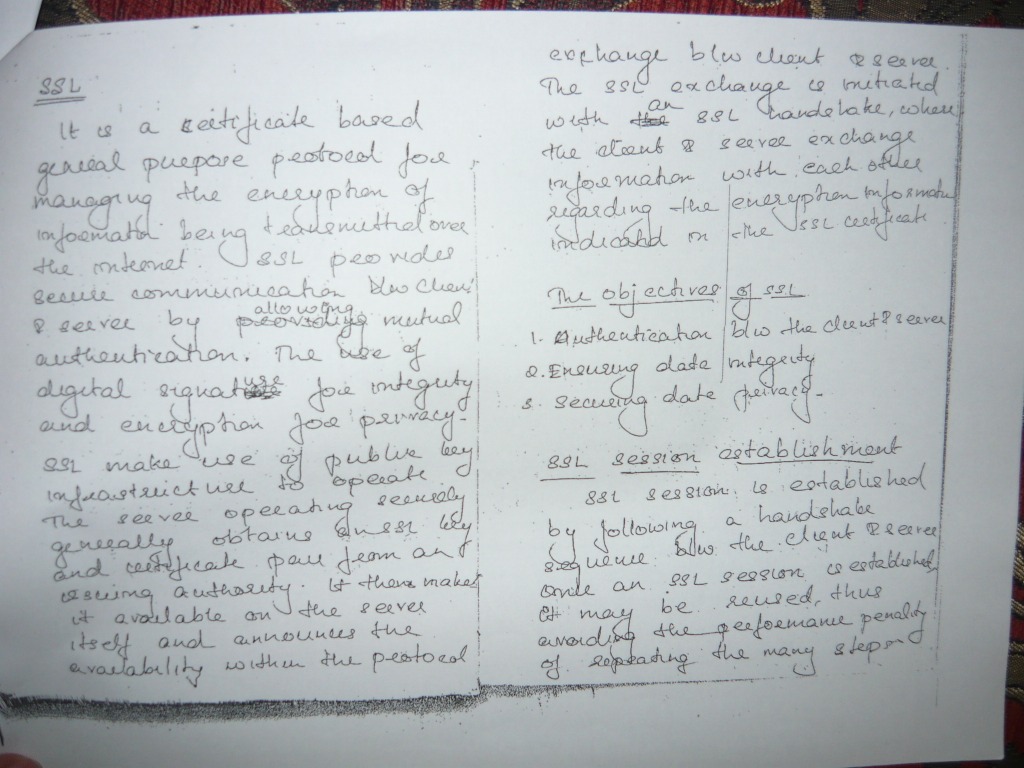 SSL
It is a certificate based
general purpose protocol for
managing the encryption of
information being transmitted over
the internet. SSL provides
secure communication b/w client
& server by allowing mutual
authentication. The use of
digital signature for integrity
and encryption for privacy.
SSL make use of public key
infrastructure to operate
The server operating securely
generally obtains an SSL key
and certificate pair from an
issuing authority. It then makes
it available on the server
itself and announces the
availability within the protocol
exchange b/w client & server.
The SSL exchange is initiated
with an SSL handshake, where
the client & server exchange
information with each other
regarding the encryption information
indicated in the SSL certificate
The objectives of SSL
1. Authentication b/w the client & server
2. Ensuring data integrity
3. Securing data privacy.
SSL session establishment
SSL session is established
by following a handshake
sequence b/w the client & server
once an SSL session is established,
it may be reused, thus
avoiding the performance penality
of repeating the many steps